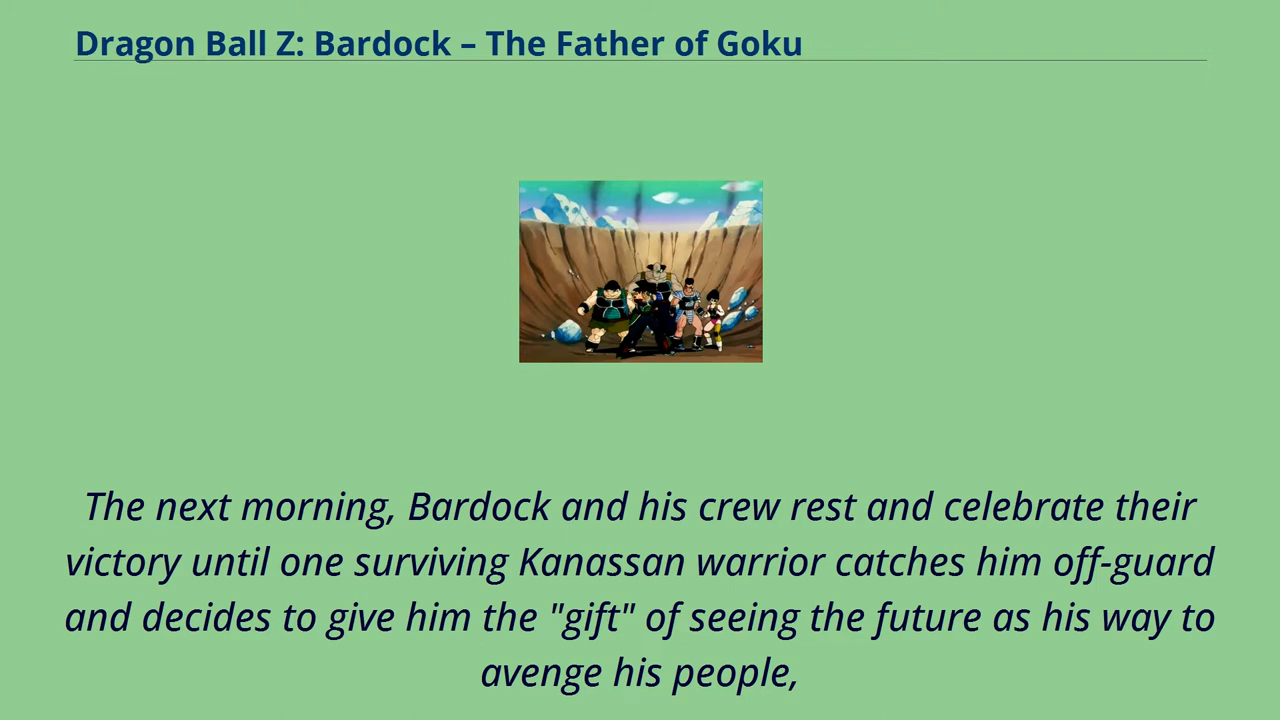 Dragon Ball Z: Bardock – The Father of Goku
The next morning, Bardock and his crew rest and celebrate their
victory until one surviving Kanassan warrior catches him off-guard
and decides to give him the "gift" of seeing the future as his way to
avenge his people,